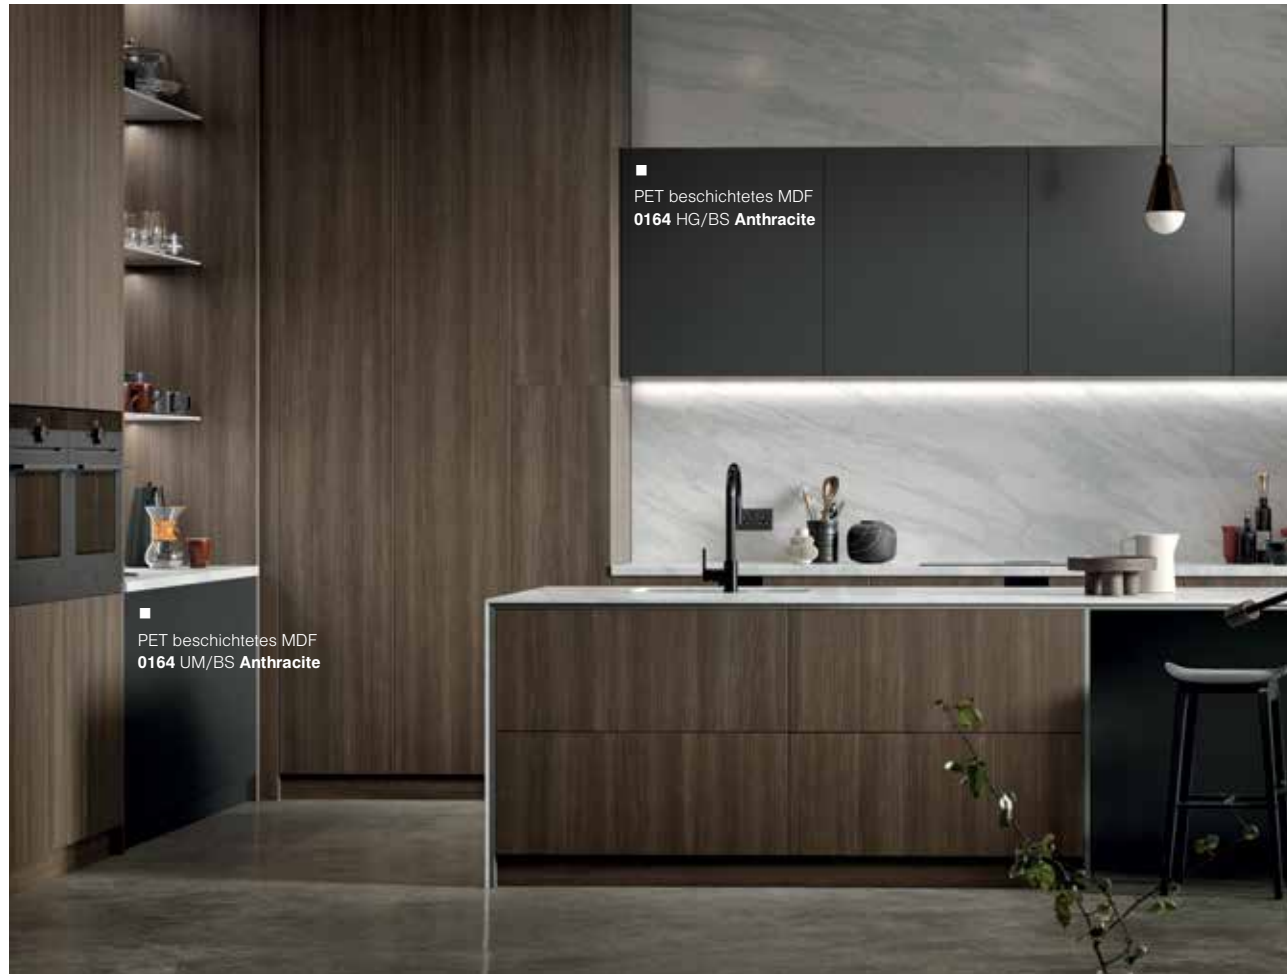 PET beschichtetes MDF
0164 HG/BS Anthracite
PET beschichtetes MDF
0164 UM/BS Anthracite